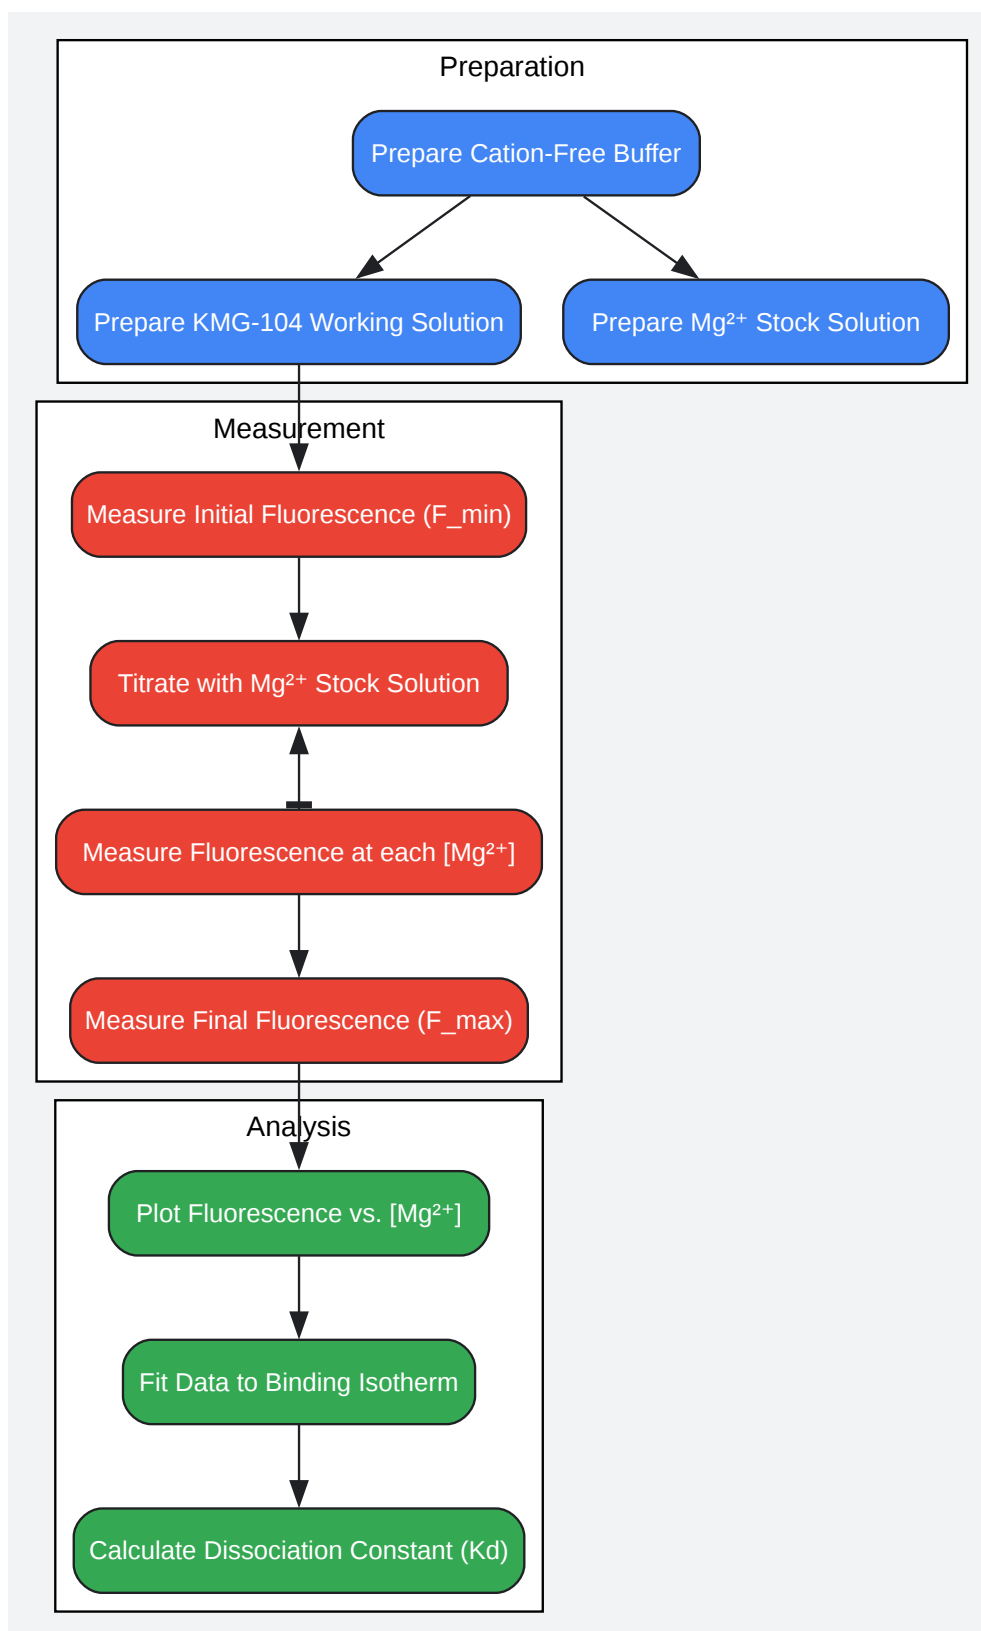 Preparation
Prepare Cation-Free Buffer
Prepare KMG-104 Working Solution
Prepare Mg²⁺ Stock Solution
Measurement
Measure Initial Fluorescence (F_min)
Titrate with Mg²⁺ Stock Solution
Measure Fluorescence at each [Mg²⁺]
Measure Final Fluorescence (F_max)
Analysis
Plot Fluorescence vs. [Mg²⁺]
Fit Data to Binding Isotherm
Calculate Dissociation Constant (Kd)